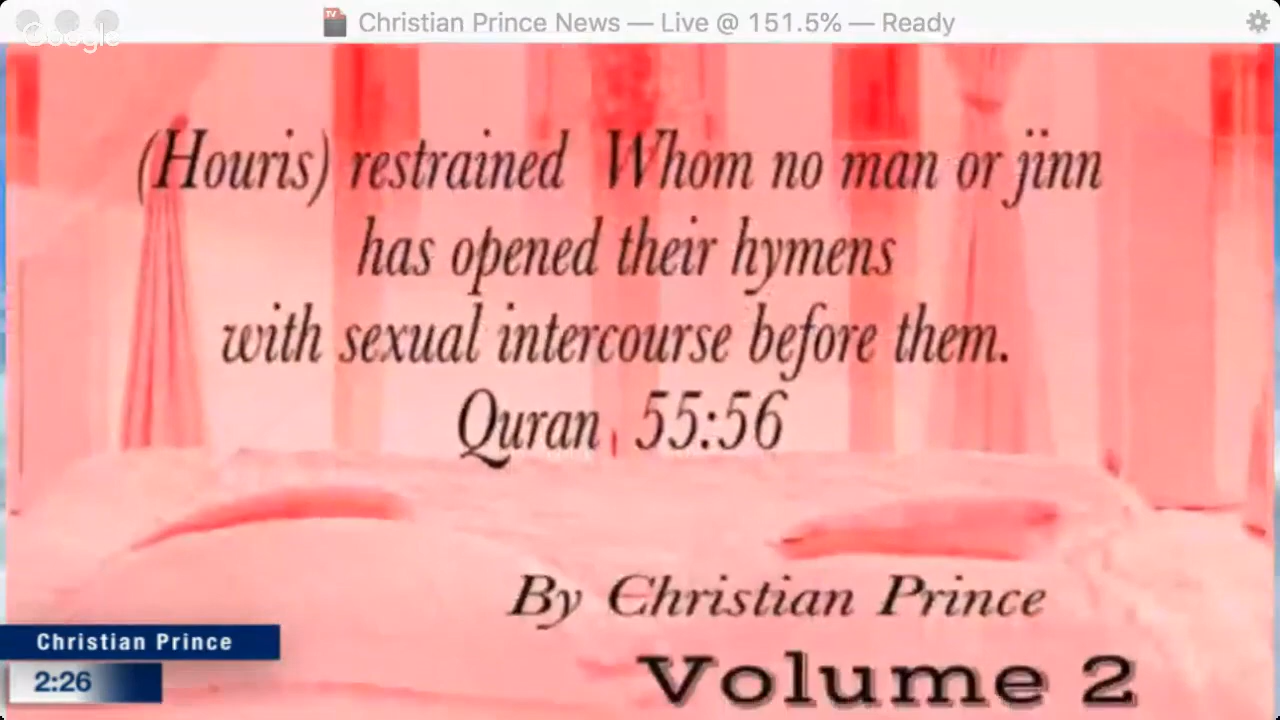 Christian Prince News — Live @ 151.5% — Ready
Google
(Houris) restrained Whom no man or jinn
has opened their hymens
with sexual intercourse before them.
Quran 55:56
By Christian Prince
Volume 2
Christian Prince
2:26